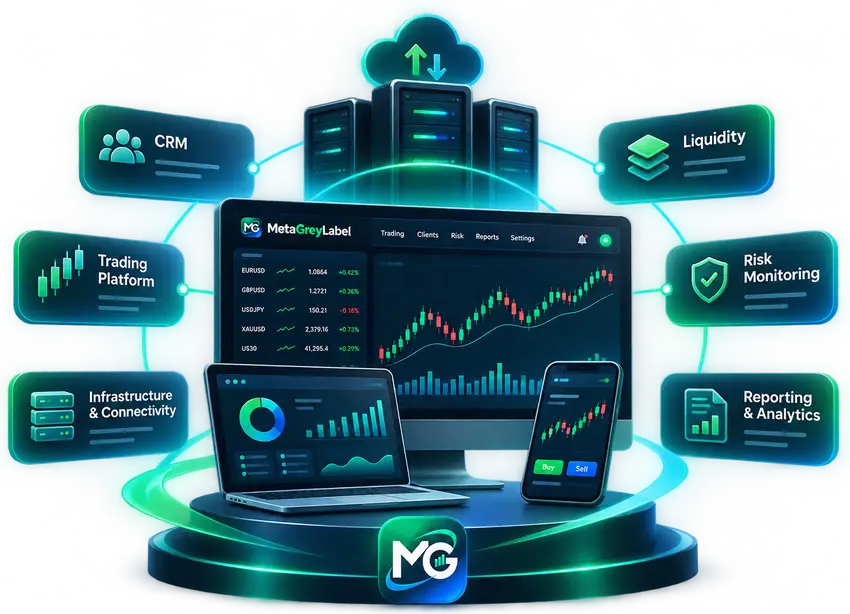 CRM
Liquidity
Trading
Platform
Risk
Monitoring
Infrastructure
& Connectivity
Reporting
& Analytics
MG MetaGreyLabel
Trading Clients Risk Reports Settings
EURUSD 1.0864 +0.42%
GBPUSD 1.2721 +0.36%
USDJPY 150.21 -0.18%
XAUUSD 2,379.16 +0.73%
US30 41,295.4 +0.29%
Buy Sell
MG